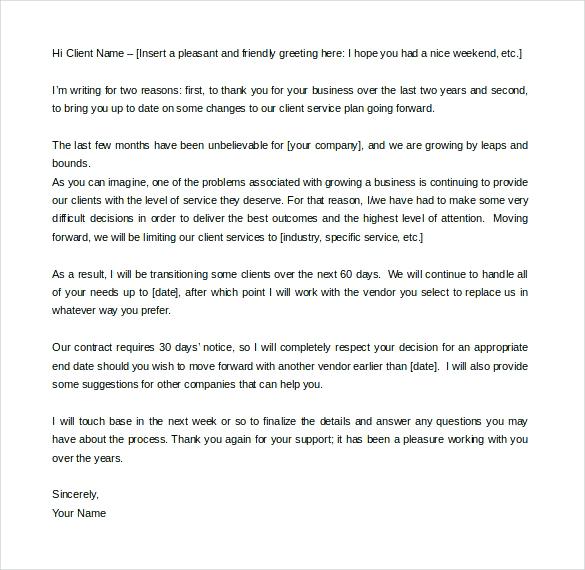 Hi Client Name – [Insert a pleasant and friendly greeting here: I hope you had a nice weekend, etc.]
I’m writing for two reasons: first, to thank you for your business over the last two years and second,
to bring you up to date on some changes to our client service plan going forward.
The last few months have been unbelievable for [your company], and we are growing by leaps and
bounds.
As you can imagine, one of the problems associated with growing a business is continuing to provide
our clients with the level of service they deserve. For that reason, I/we have had to make some very
difficult decisions in order to deliver the best outcomes and the highest level of attention.  Moving
forward, we will be limiting our client services to [industry, specific service, etc.]
As a result, I will be transitioning some clients over the next 60 days.  We will continue to handle all
of your needs up to [date], after which point I will work with the vendor you select to replace us in
whatever way you prefer.
Our contract requires 30 days’ notice, so I will completely respect your decision for an appropriate
end date should you wish to move forward with another vendor earlier than [date].  I will also provide
some suggestions for other companies that can help you.
I will touch base in the next week or so to finalize the details and answer any questions you may
have about the process. Thank you again for your support; it has been a pleasure working with you
over the years.
Sincerely,
Your Name